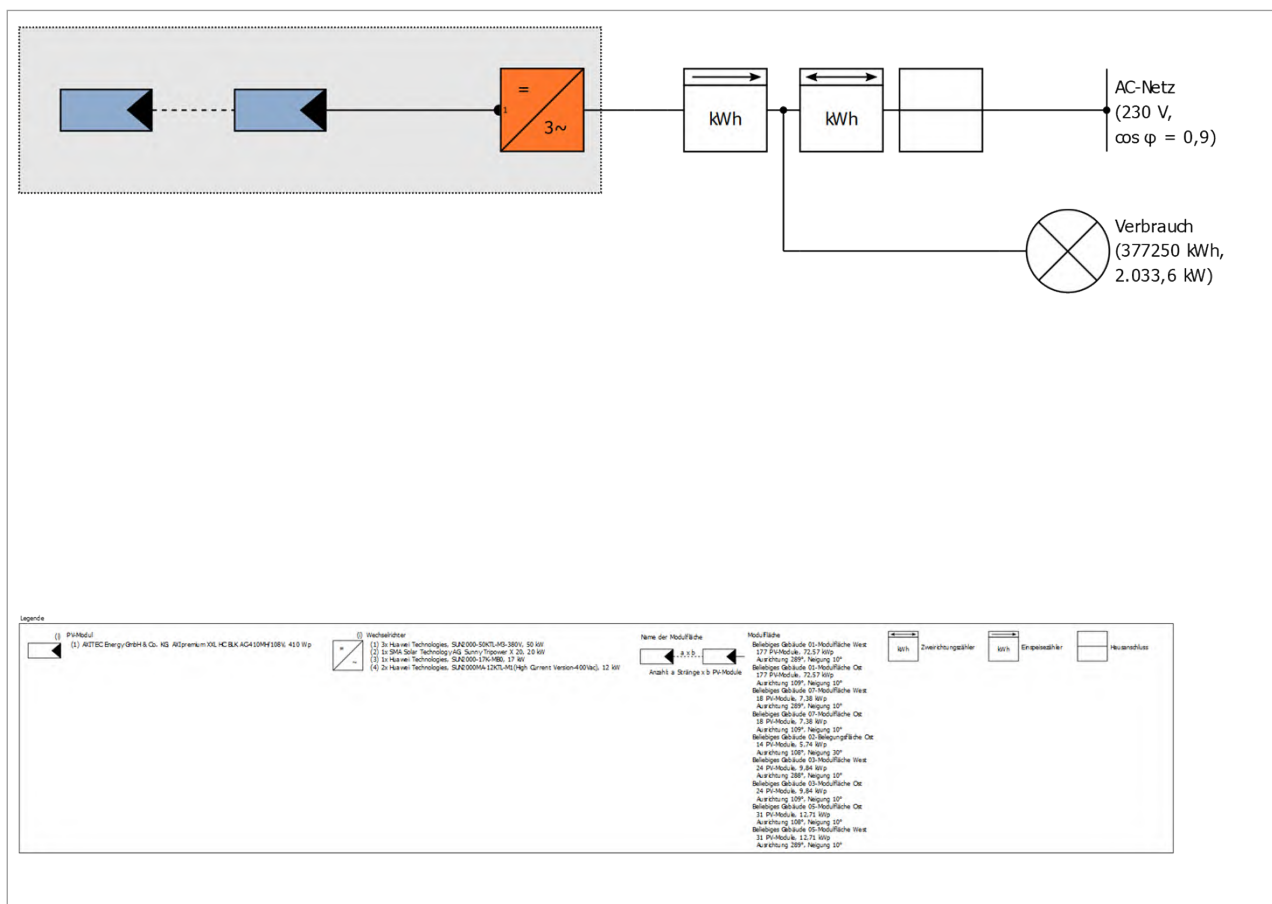 =
1
3~
kWh
kWh
AC-Netz
(230 V,
cos φ = 0,9)
Verbrauch
(377250 kWh,
2.033,6 kW)
Legende
(i) PV-Modul
(1) AXITEC Energy GmbH & Co. KG AXIpremium XXL HC BLK AC-410MH/108V, 410 Wp
(i) Wechselrichter
=
~
(1) 3x Huawei Technologies, SUN2000-50KTL-M3-380V, 50 kW
(2) 1x SMA Solar Technology AG, Sunny Tripower X 20, 20 kW
(3) 1x Huawei Technologies, SUN2000-17K-MB0, 17 kW
(4) 2x Huawei Technologies, SUN2000MA-12KTL-M1(High Current Version-400Vac), 12 kW
Name der Modulfläche
a x b
Anzahl: a Stränge x b PV-Module
Modulfläche
Beliebiges Gebäude 01-Modulfläche West
177 PV-Module, 72.57 kWp
Ausrichtung 289°, Neigung 10°
Beliebiges Gebäude 01-Modulfläche Ost
177 PV-Module, 72.57 kWp
Ausrichtung 109°, Neigung 10°
Beliebiges Gebäude 07-Modulfläche West
18 PV-Module, 7.38 kWp
Ausrichtung 289°, Neigung 10°
Beliebiges Gebäude 07-Modulfläche Ost
18 PV-Module, 7.38 kWp
Ausrichtung 109°, Neigung 10°
Beliebiges Gebäude 02-Belegungsfläche Ost
14 PV-Module, 5.74 kWp
Ausrichtung 108°, Neigung 30°
Beliebiges Gebäude 03-Modulfläche West
24 PV-Module, 9.84 kWp
Ausrichtung 288°, Neigung 10°
Beliebiges Gebäude 03-Modulfläche Ost
24 PV-Module, 9.84 kWp
Ausrichtung 109°, Neigung 10°
Beliebiges Gebäude 05-Modulfläche Ost
31 PV-Module, 12.71 kWp
Ausrichtung 108°, Neigung 10°
Beliebiges Gebäude 05-Modulfläche West
31 PV-Module, 12.71 kWp
Ausrichtung 289°, Neigung 10°
kWh
Zweirichtungszähler
kWh
Einspeisezähler
Hausanschluss